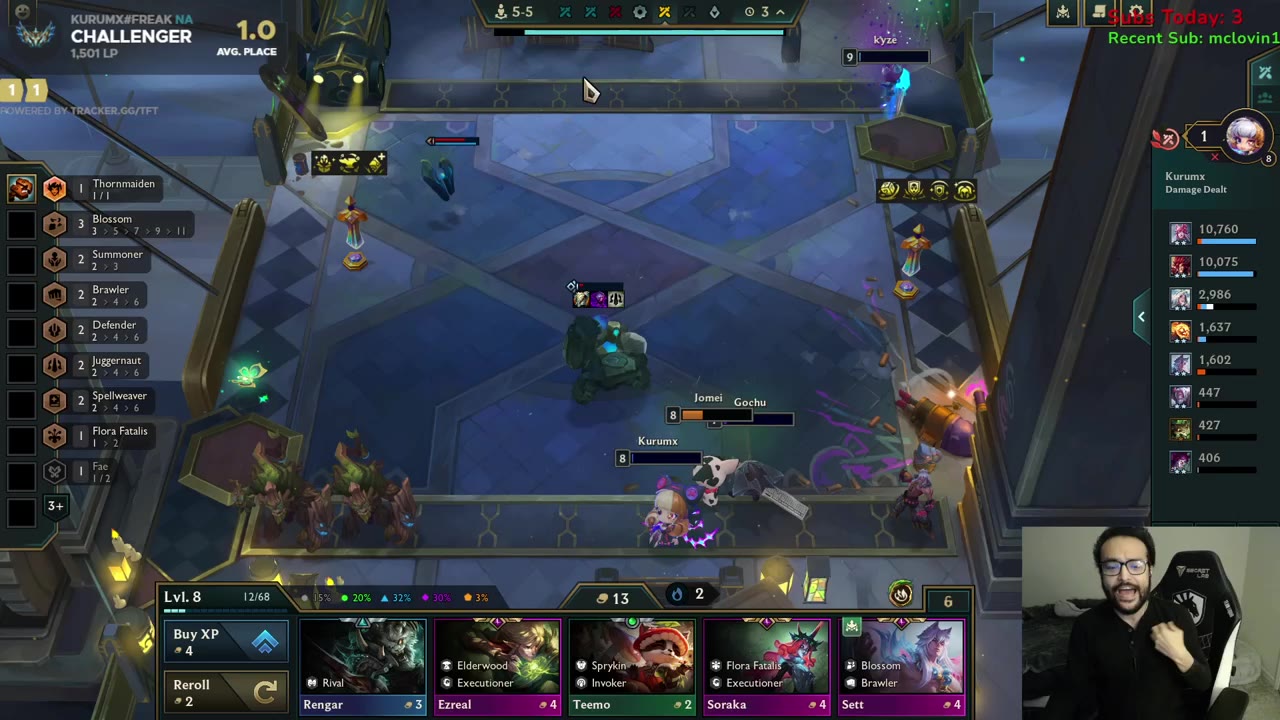 KURUMX#FREAK NA
CHALLENGER
1,501 LP
1.0
AVG. PLACE
1 1
POWERED BY TRACKER.GG/TFT
5-5
3
Subs Today: 3
Recent Sub: mclovin1
kyze
9
1
8
Kurumx
Damage Dealt
10,760
10,075
2,986
1,637
1,602
447
427
406
1 Thornmaiden
1 / 1
3 Blossom
3 > 5 > 7 > 9 > 11
2 Summoner
2 > 3
2 Brawler
2 > 4 > 6
2 Defender
2 > 4 > 6
2 Juggernaut
2 > 4 > 6
2 Spellweaver
2 > 4 > 6
1 Flora Fatalis
1 > 2
1 Fae
1 / 2
3+
Jomei
8
Gochu
Kurumx
8
Lvl. 8
12/68
15% 20% 32% 30% 3%
13
2
6
Buy XP
4
Reroll
2
Rival
Rengar 3
Elderwood
Executioner
Ezreal 4
Sprykin
Invoker
Teemo 2
Flora Fatalis
Executioner
Soraka 4
Blossom
Brawler
Sett 4
SECRETLAB